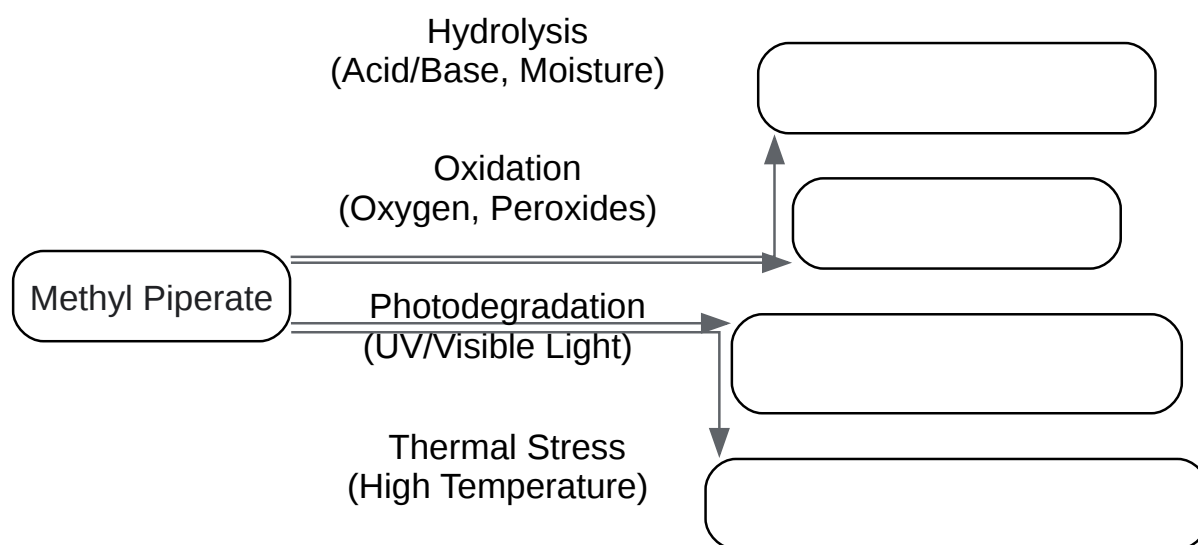 Hydrolysis
(Acid/Base, Moisture)
Oxidation
(Oxygen, Peroxides)
Methyl Piperate
Photodegradation
(UV/Visible Light)
Thermal Stress
(High Temperature)